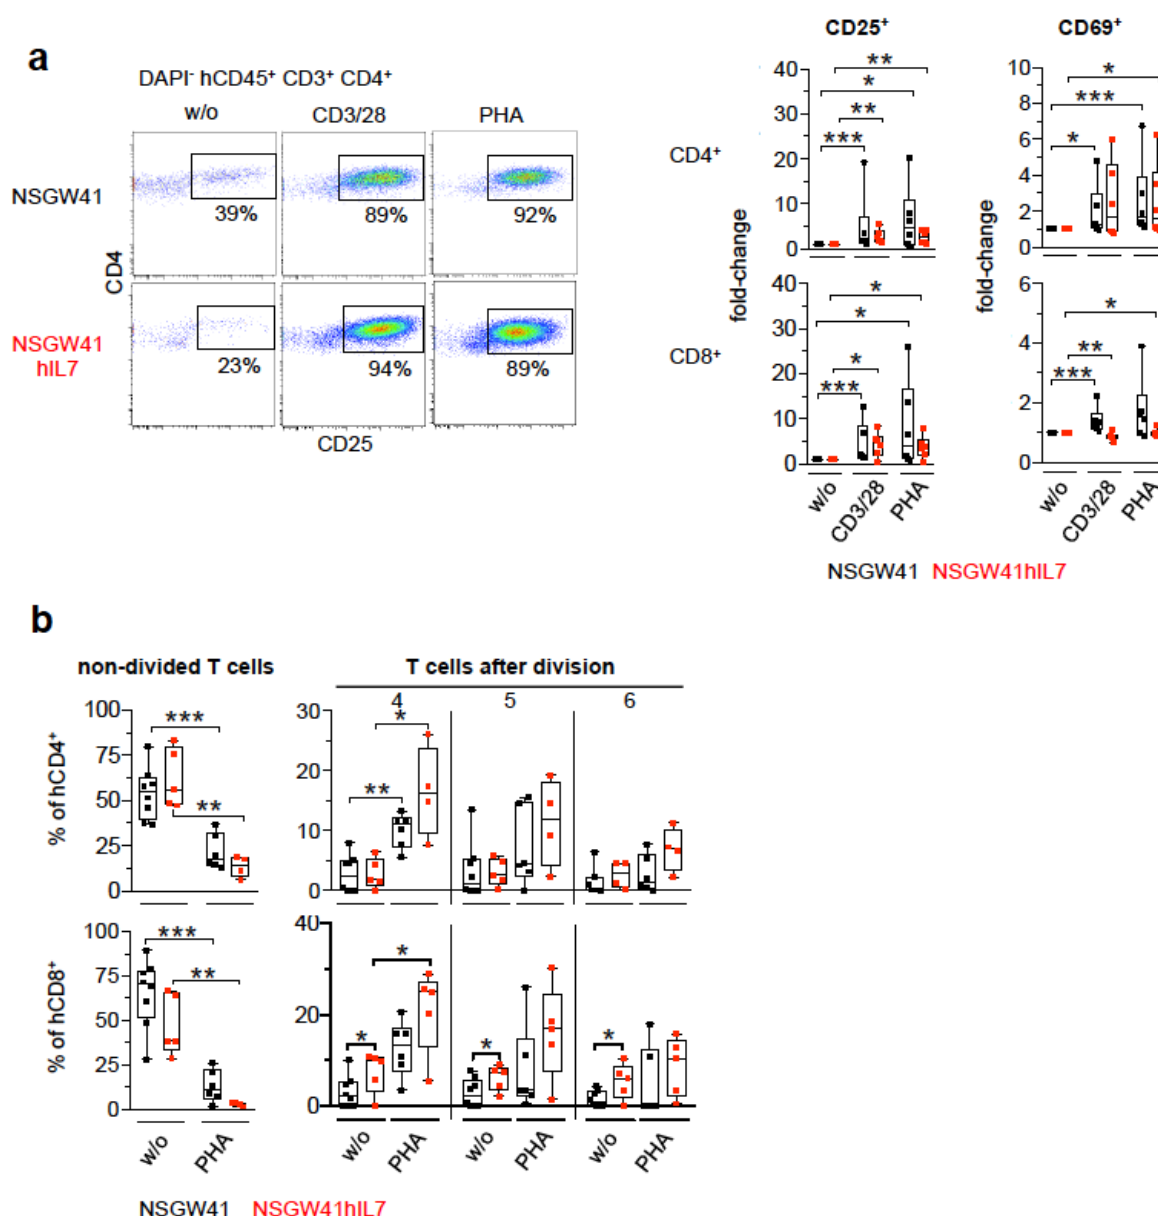 a
DAPI- hCD45+ CD3+ CD4+
w/o CD3/28 PHA
NSGW41
39% 89% 92%
NSGW41
hIL7
23% 94% 89%
CD4
CD25
CD25+ CD69+
CD4+
fold-change
40
30
20
10
0
** * ** ***
fold-change
10
8
6
4
2
0
* *** *
CD8+
40
30
20
10
0
* * * ***
6
4
2
0
* ** ***
w/o CD3/28 PHA w/o CD3/28 PHA
NSGW41 NSGW41hIL7
b
non-divided T cells T cells after division
4 5 6
% of hCD4+
100
75
50
25
0
*** **
30
20
10
0
* **
% of hCD8+
100
75
50
25
0
*** **
40
20
0
* * * *
w/o PHA w/o PHA w/o PHA w/o PHA
NSGW41 NSGW41hIL7